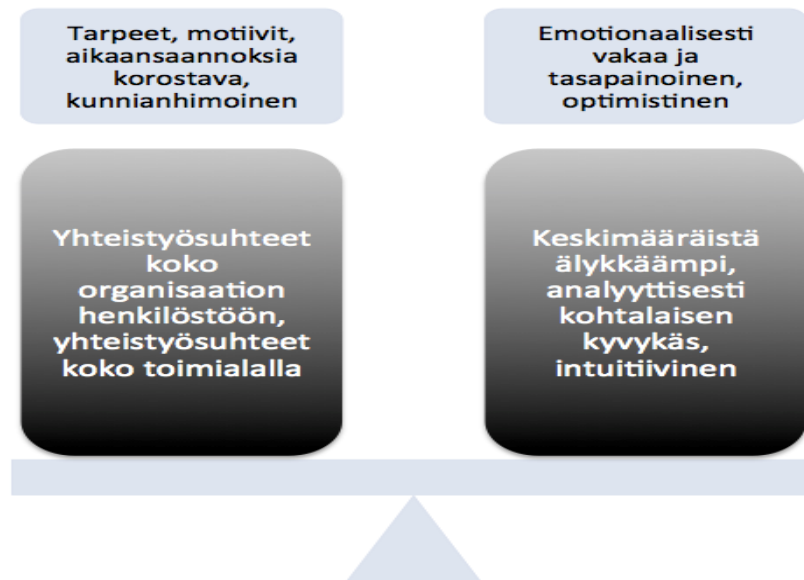 Tarpeet, motiivit,
aikaansaannoksia
korostava,
kunnianhimoinen
Emotionaalisesti
vakaa ja
tasapainoinen,
optimistinen
Yhteistyösuhteet
koko
organisaation
henkilöstöön,
yhteistyösuhteet
koko toimialalla
Keskimääräistä
älykkäämpi,
analyyttisesti
kohtalaisen
kyvykäs,
intuitiivinen